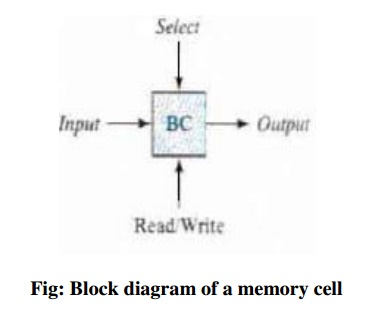 Select
Input BC Output
Read/Write
Fig: Block diagram of a memory cell